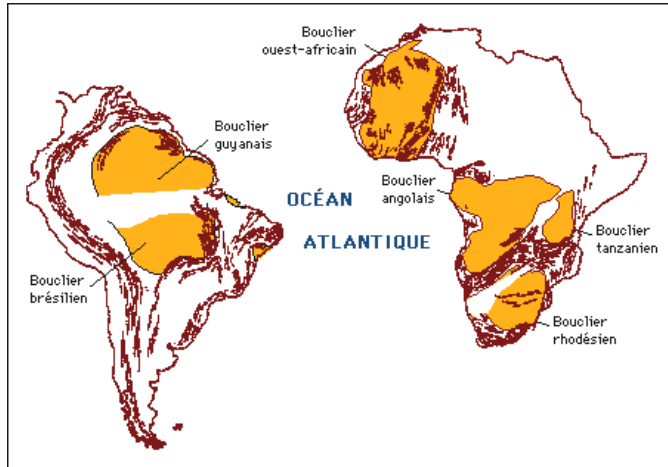 Bouclier
ouest-africain
Bouclier
guyanais
Bouclier
angolais
OCÉAN
ATLANTIQUE
Bouclier
tanzanien
Bouclier
brésilien
Bouclier
rhodésien